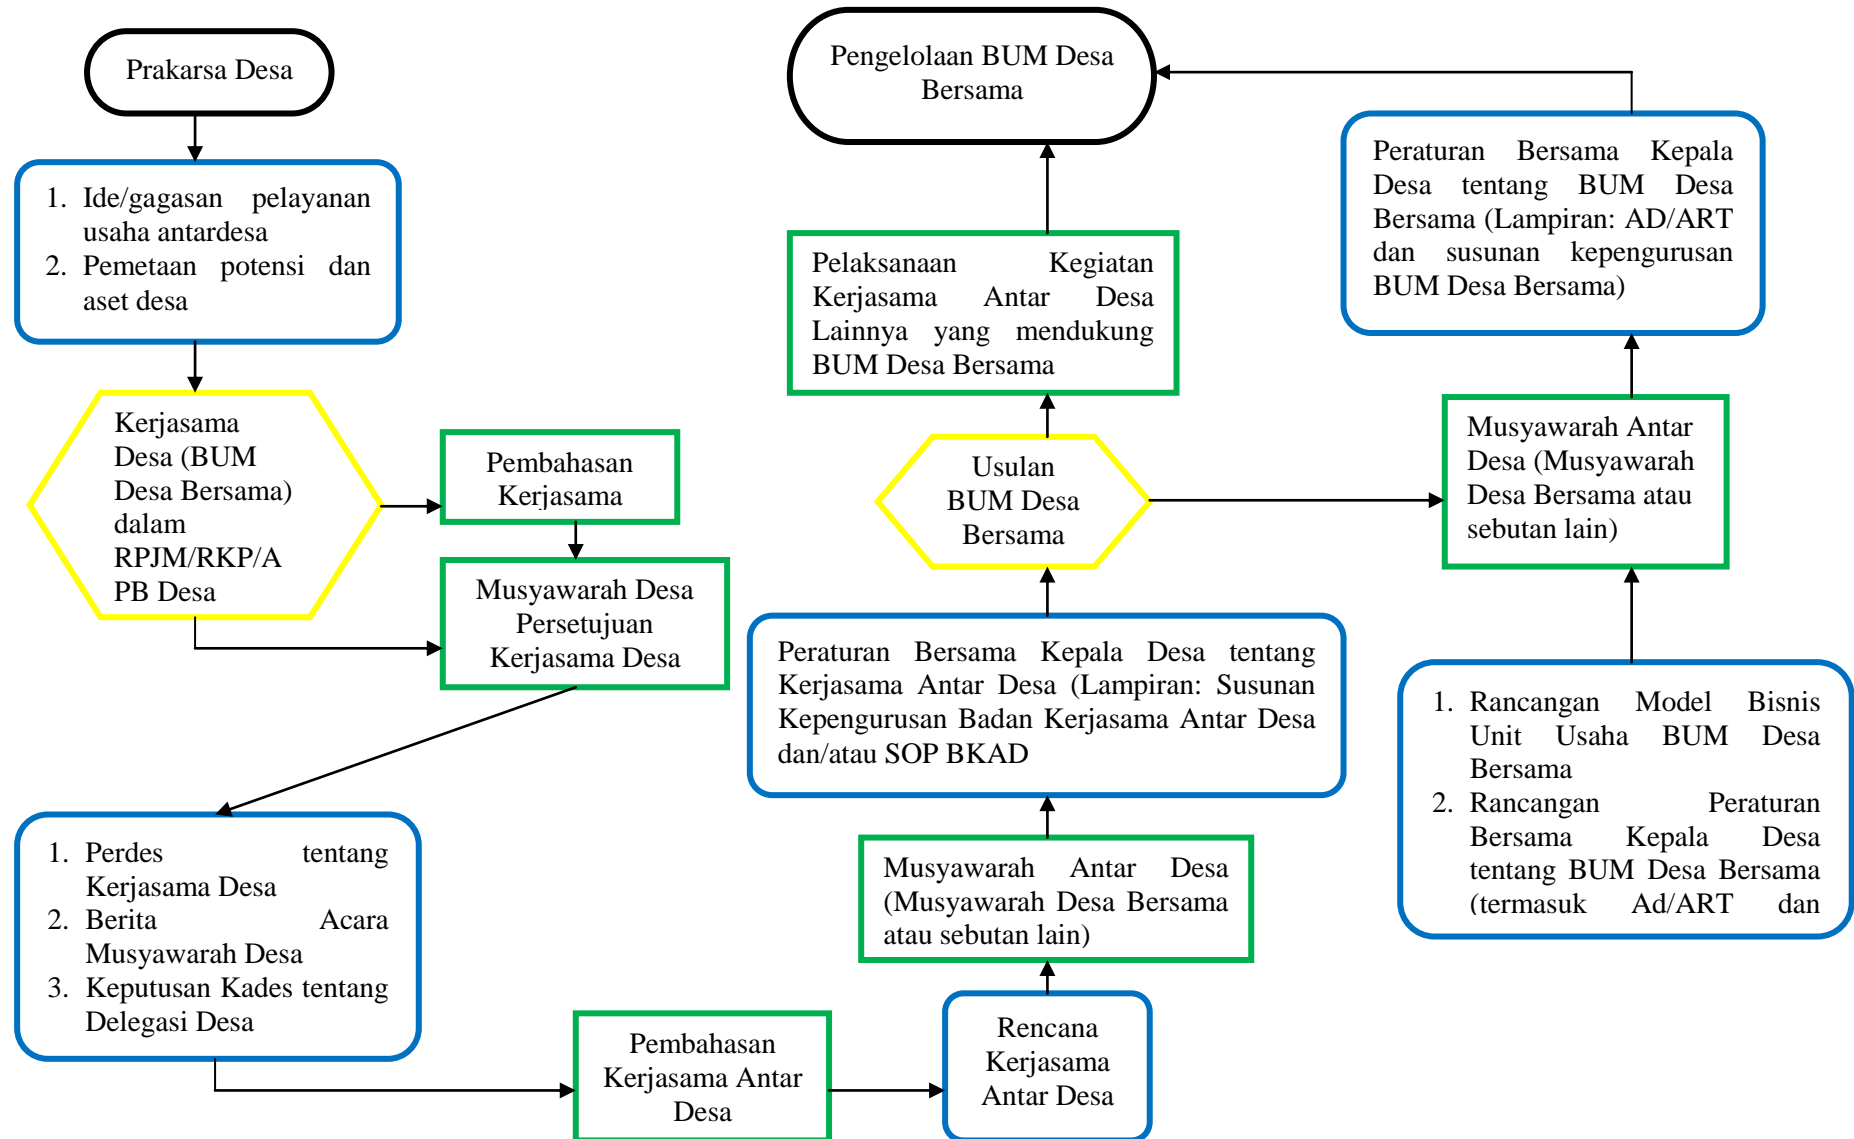 Prakarsa Desa
1. Ide/gagasan pelayanan
usaha antardesa
2. Pemetaan potensi dan
aset desa
Kerjasama
Desa (BUM
Desa Bersama)
dalam
RPJM/RKP/A
PB Desa
Pembahasan
Kerjasama
Musyawarah Desa
Persetujuan
Kerjasama Desa
1. Perdes tentang
Kerjasama Desa
2. Berita Acara
Musyawarah Desa
3. Keputusan Kades tentang
Delegasi Desa
Pembahasan
Kerjasama Antar
Desa
Rencana
Kerjasama
Antar Desa
Musyawarah Antar Desa
(Musyawarah Desa Bersama
atau sebutan lain)
Peraturan Bersama Kepala Desa tentang
Kerjasama Antar Desa (Lampiran: Susunan
Kepengurusan Badan Kerjasama Antar Desa
dan/atau SOP BKAD
Usulan
BUM Desa
Bersama
Pelaksanaan Kegiatan
Kerjasama Antar Desa
Lainnya yang mendukung
BUM Desa Bersama
Pengelolaan BUM Desa
Bersama
Peraturan Bersama Kepala
Desa tentang BUM Desa
Bersama (Lampiran: AD/ART
dan susunan kepengurusan
BUM Desa Bersama)
Musyawarah Antar
Desa (Musyawarah
Desa Bersama atau
sebutan lain)
1. Rancangan Model Bisnis
Unit Usaha BUM Desa
Bersama
2. Rancangan Peraturan
Bersama Kepala Desa
tentang BUM Desa Bersama
(termasuk Ad/ART dan